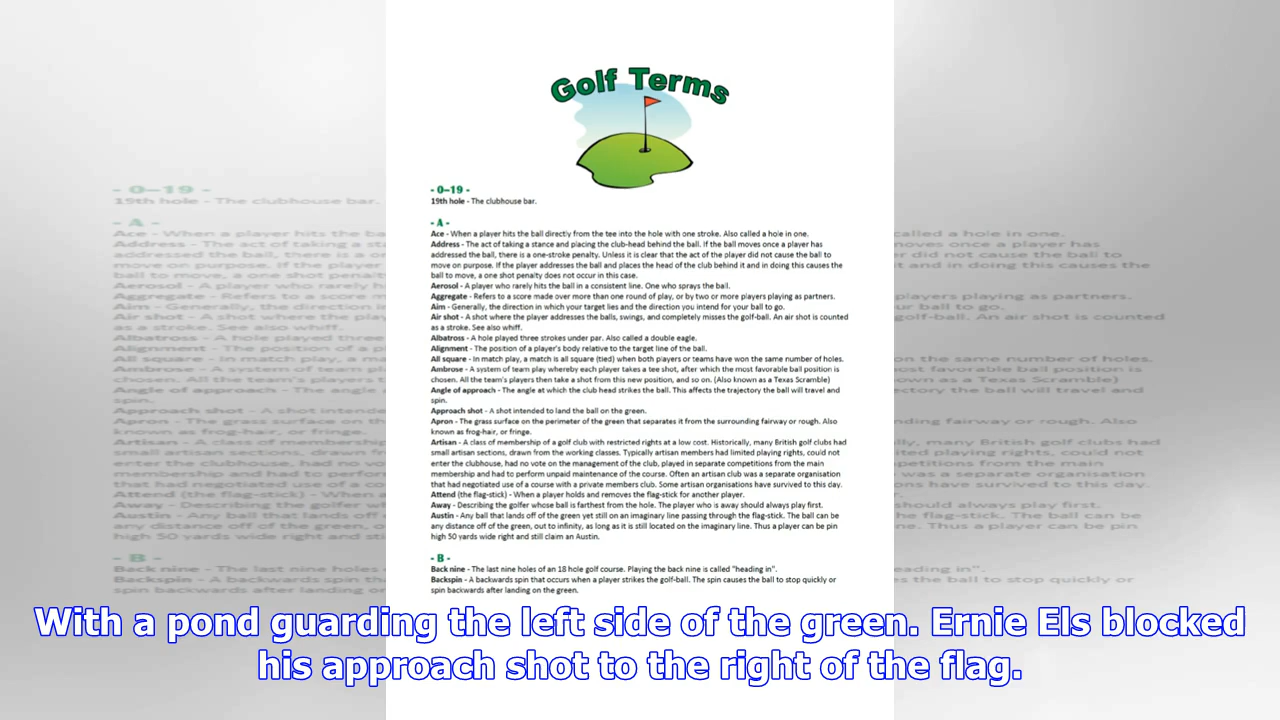 Golf Terms
- 0–19 -
19th hole - The clubhouse bar.
- A -
Ace - When a player hits the ball directly from the tee into the hole with one stroke. Also called a hole in one.
Address - The act of taking a stance and placing the club-head behind the ball. If the ball moves once a player has
addressed the ball, there is a one-stroke penalty. Unless it is clear that the act of the player did not cause the ball to
move on purpose. If the player addresses the ball and places the head of the club behind it and in doing this causes the
ball to move, a one shot penalty does not occur in this case.
Aerosol - A player who rarely hits the ball in a consistent line. One who sprays the ball.
Aggregate - Refers to a score made over more than one round of play, or by two or more players playing as partners.
Aim - Generally, the direction in which your target lies and the direction you intend for your ball to go.
Air shot - A shot where the player addresses the balls, swings, and completely misses the golf-ball. An air shot is counted
as a stroke. See also whiff.
Albatross - A hole played three strokes under par. Also called a double eagle.
Alignment - The position of a player's body relative to the target line of the ball.
All square - In match play, a match is all square (tied) when both players or teams have won the same number of holes.
Ambrose - A system of team play whereby each player takes a tee shot, after which the most favorable ball position is
chosen. All the team's players then take a shot from this new position, and so on. (Also known as a Texas Scramble)
Angle of approach - The angle at which the club head strikes the ball. This affects the trajectory the ball will travel and
spin.
Approach shot - A shot intended to land the ball on the green.
Apron - The grass surface on the perimeter of the green that separates it from the surrounding fairway or rough. Also
known as frog-hair, or fringe.
Artisan - A class of membership of a golf club with restricted rights at a low cost. Historically, many British golf clubs had
small artisan sections, drawn from the working classes. Typically artisan members had limited playing rights, could not
enter the clubhouse, had no vote on the management of the club, played in separate competitions from the main
membership and had to perform unpaid maintenance of the course. Often an artisan club was a separate organisation
that had negotiated use of a course with a private members club. Some artisan organisations have survived to this day.
Attend (the flag-stick) - When a player holds and removes the flag-stick for another player.
Away - Describing the golfer whose ball is farthest from the hole. The player who is away should always play first.
Austin - Any ball that lands off of the green yet still on an imaginary line passing through the flag-stick. The ball can be
any distance off of the green, out to infinity, as long as it is still located on the imaginary line. Thus a player can be pin
high 50 yards wide right and still claim an Austin.
- B -
Back nine - The last nine holes of an 18 hole golf course. Playing the back nine is called "heading in".
Backspin - A backwards spin that occurs when a player strikes the golf-ball. The spin causes the ball to stop quickly or
spin backwards after landing on the green.
With a pond guarding the left side of the green. Ernie Els blocked
his approach shot to the right of the flag.